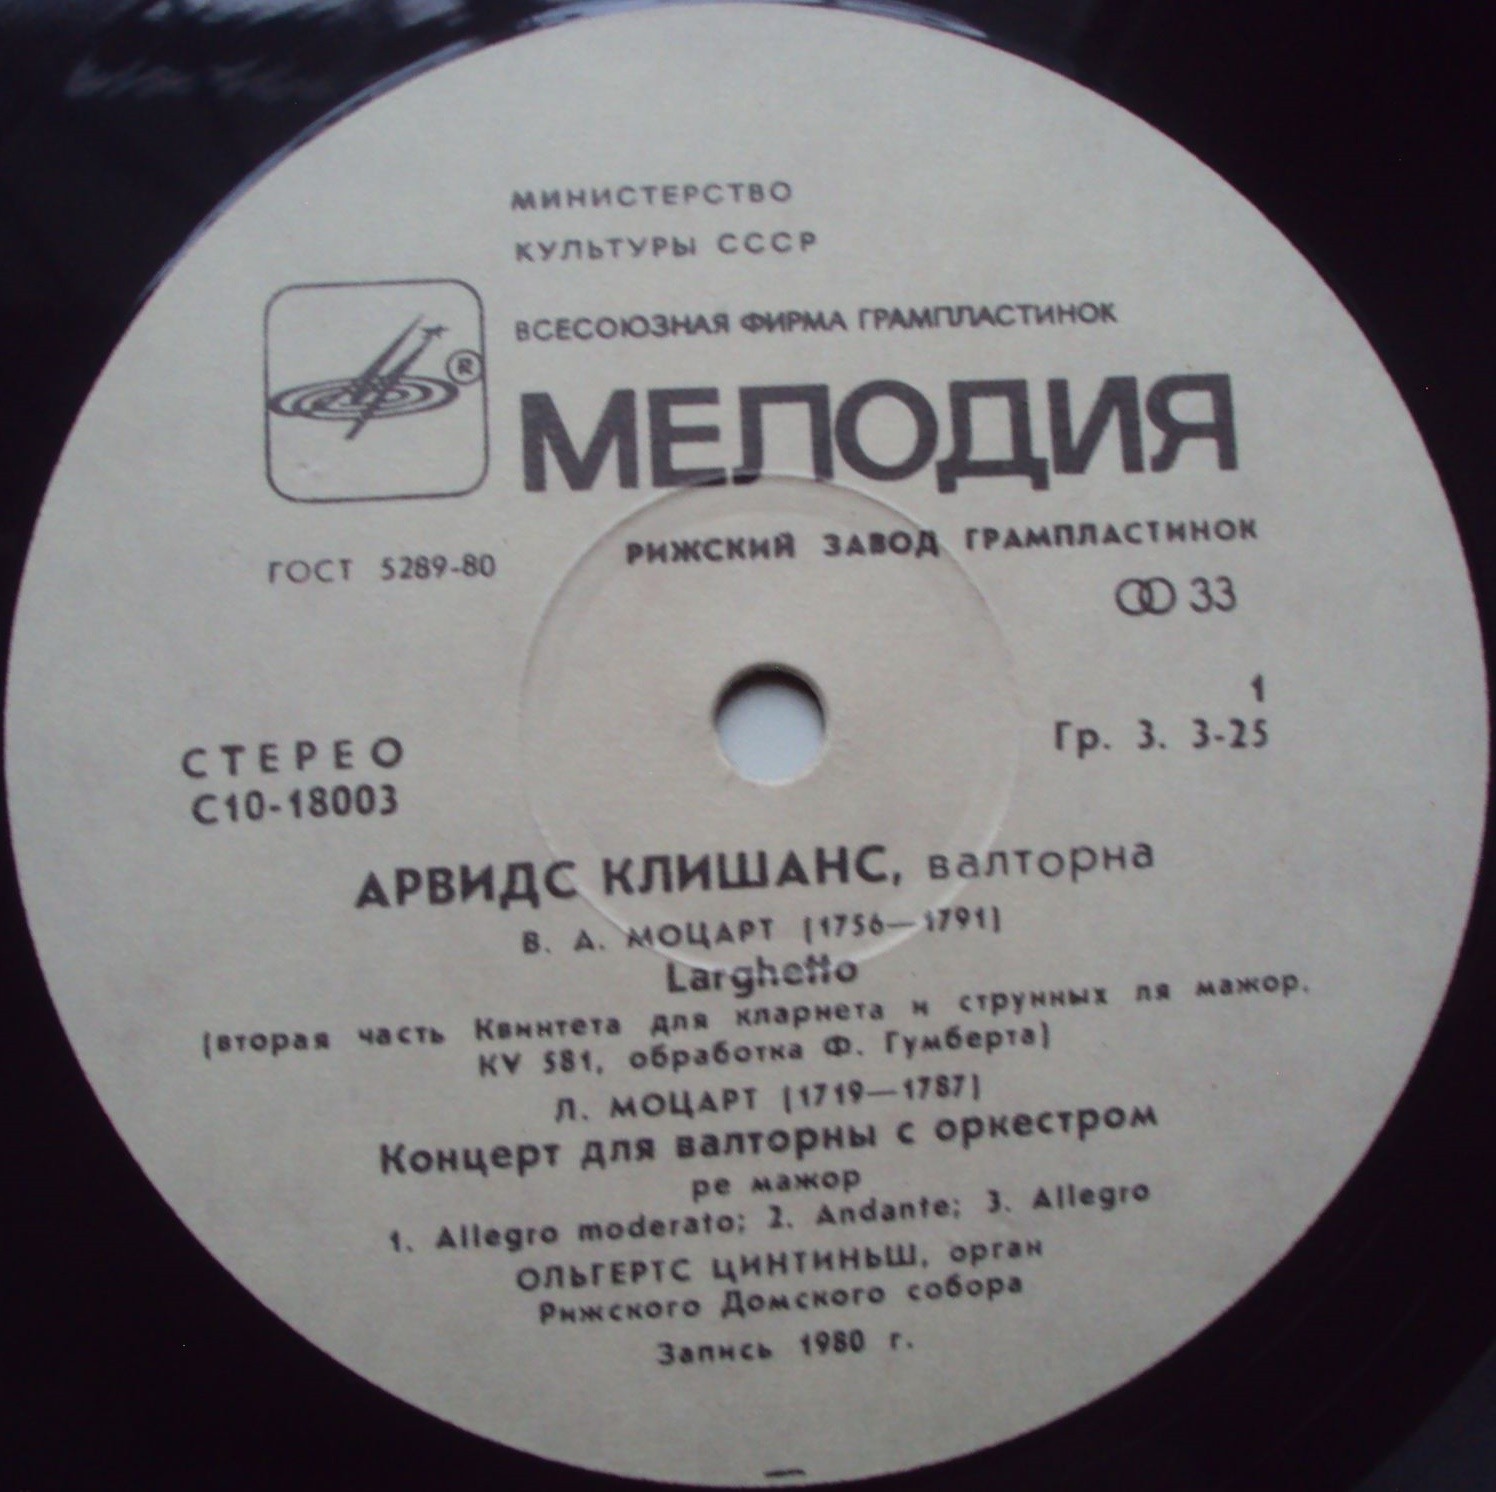 МИНИСТЕРСТВО
КУЛЬТУРЫ СССР
ВСЕСОЮЗНАЯ ФИРМА ГРАМПЛАСТИНОК
®
МЕЛОДИЯ
РИЖСКИЙ ЗАВОД ГРАМПЛАСТИНОК
ГОСТ 5289-80
33
1
Гр. 3. 3-25
СТЕРЕО
С10-18003
АРВИДС КЛИШАНС, валторна
В. А. МОЦАРТ (1756—1791)
Larghetto
(вторая часть Квинтета для кларнета и струнных ля мажор,
KV 581, обработка Ф. Гумберта)
Л. МОЦАРТ (1719—1787)
Концерт для валторны с оркестром
ре мажор
1. Allegro moderato; 2. Andante; 3. Allegro
ОЛЬГЕРТС ЦИНТИНЬШ, орган
Рижского Домского собора
Запись 1980 г.